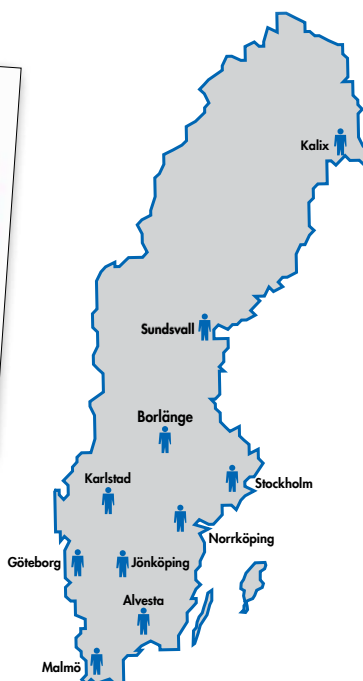 Kalix
Sundsvall
Borlänge
Karlstad
Stockholm
Norrköping
Göteborg
Jönköping
Alvesta
Malmö